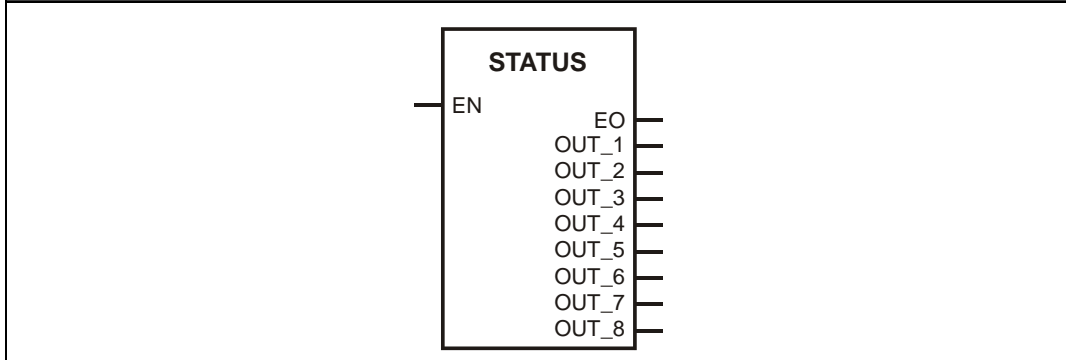 STATUS
EN
EO
OUT_1
OUT_2
OUT_3
OUT_4
OUT_5
OUT_6
OUT_7
OUT_8